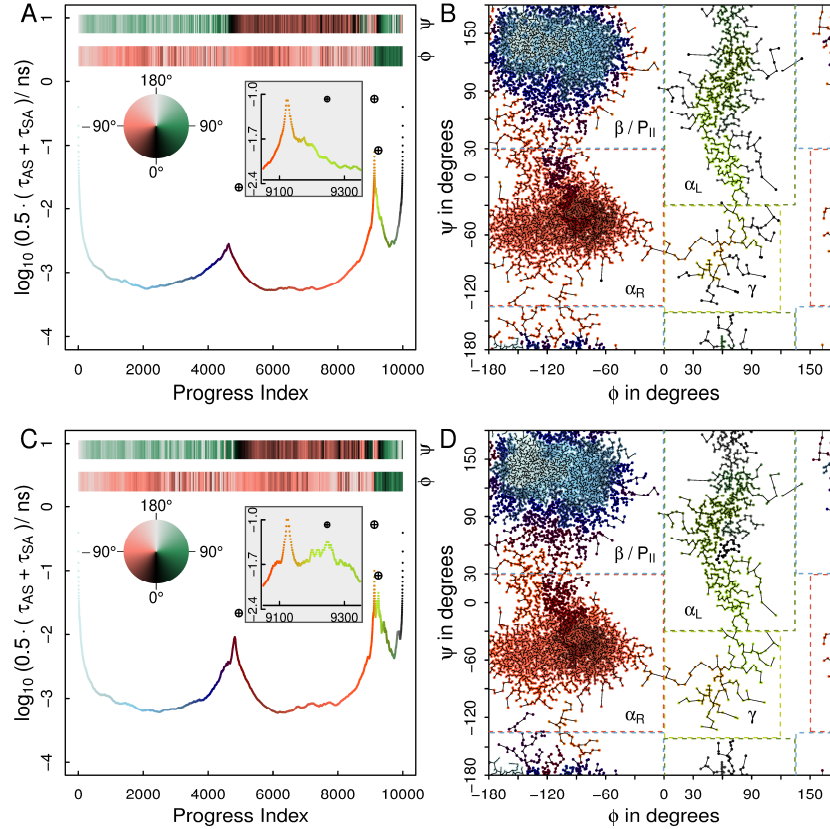 A
ψ
ϕ
180°
−90°
90°
0°
−1.0
−1.7
−2.4
9100
9300
1
0
−1
−2
−3
−4
log10 (0.5 · ( τAS + τSA )/ ns)
0
2000
4000
6000
8000
10000
Progress Index
B
150
90
30
0
−60
−120
−180
ψ in degrees
β / PII
αL
αR
γ
−180
−120
−60
0
30
90
150
ϕ in degrees
C
ψ
ϕ
180°
−90°
90°
0°
−1.0
−1.7
−2.4
9100
9300
1
0
−1
−2
−3
−4
log10 (0.5 · ( τAS + τSA )/ ns)
0
2000
4000
6000
8000
10000
Progress Index
D
150
90
30
0
−60
−120
−180
ψ in degrees
β / PII
αL
αR
γ
−180
−120
−60
0
30
90
150
ϕ in degrees